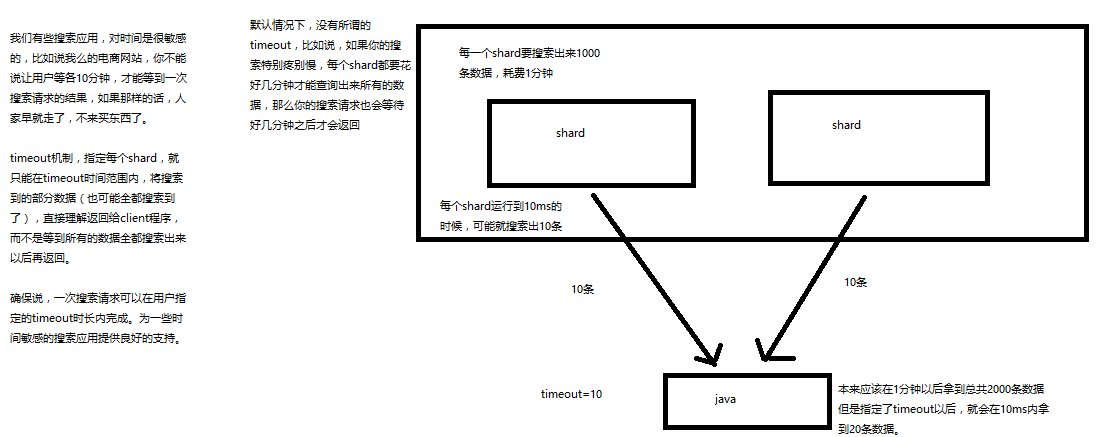 我们有些搜索应用，对时间是很敏感
的，比如说我么的电商网站，你不能
说让用户等各10分钟，才能等到一次
搜索请求的结果，如果那样的话，人
家早就走了，不来买东西了。
timeout机制，指定每个shard，就
只能在timeout时间范围内，将搜索
到的部分数据（也可能全都搜索到
了），直接理解返回给client程序，
而不是等到所有的数据全都搜索出来
以后再返回。
确保说，一次搜索请求可以在用户指
定的timeout时长内完成。为一些时
间敏感的搜索应用提供良好的支持。
默认情况下，没有所谓的
timeout，比如说，如果你的搜
索特别疼别慢，每个shard都要花
好几分钟才能查询出来所有的数
据，那么你的搜索请求也会等待
好几分钟之后才会返回
每一个shard要搜索出来1000
条数据，耗费1分钟
shard
shard
每个shard运行到10ms的
时候，可能就搜索出10条
10条
10条
timeout=10
java
本来应该在1分钟以后拿到总共2000条数据
但是指定了timeout以后，就会在10ms内拿
到20条数据。